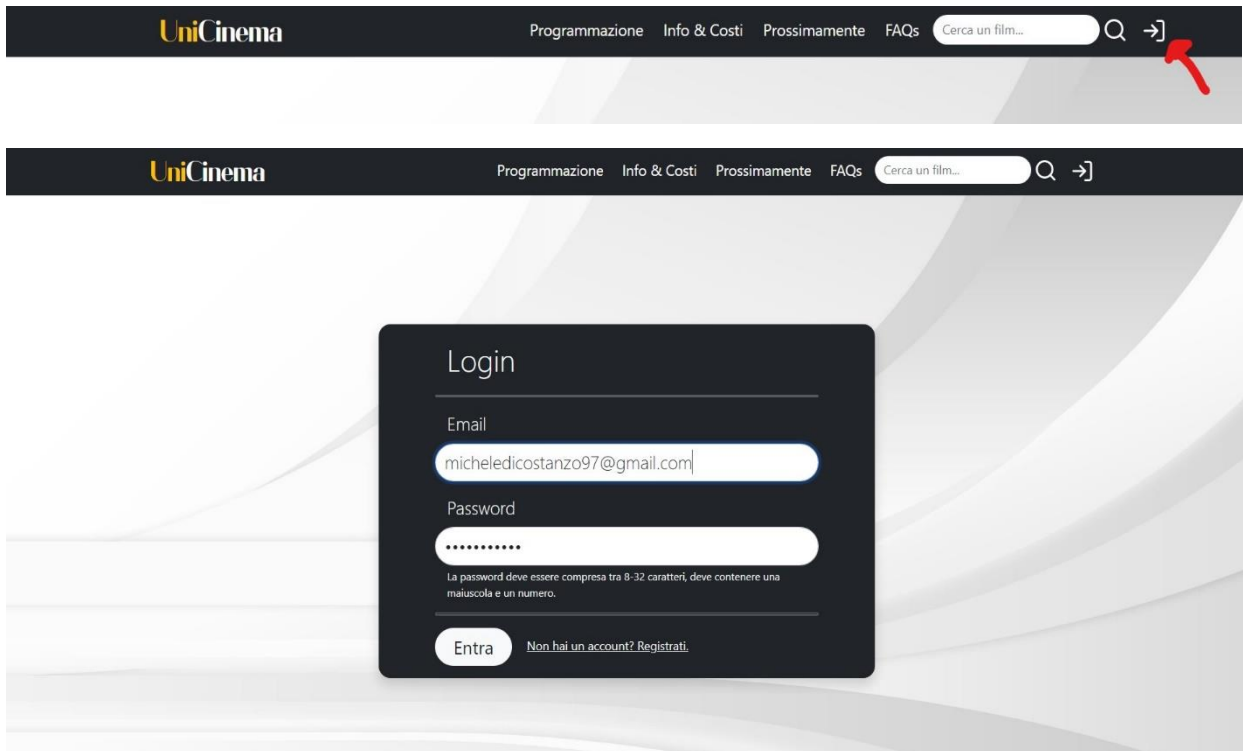 UniCinema Programmazione Info & Costi Prossimamente FAQs Cerca un film...
UniCinema Programmazione Info & Costi Prossimamente FAQs Cerca un film...
Login
Email
micheledicostanzo97@gmail.com
Password
•••••••••••
La password deve essere compresa tra 8-32 caratteri, deve contenere una
maiuscola e un numero.
Entra Non hai un account? Registrati.